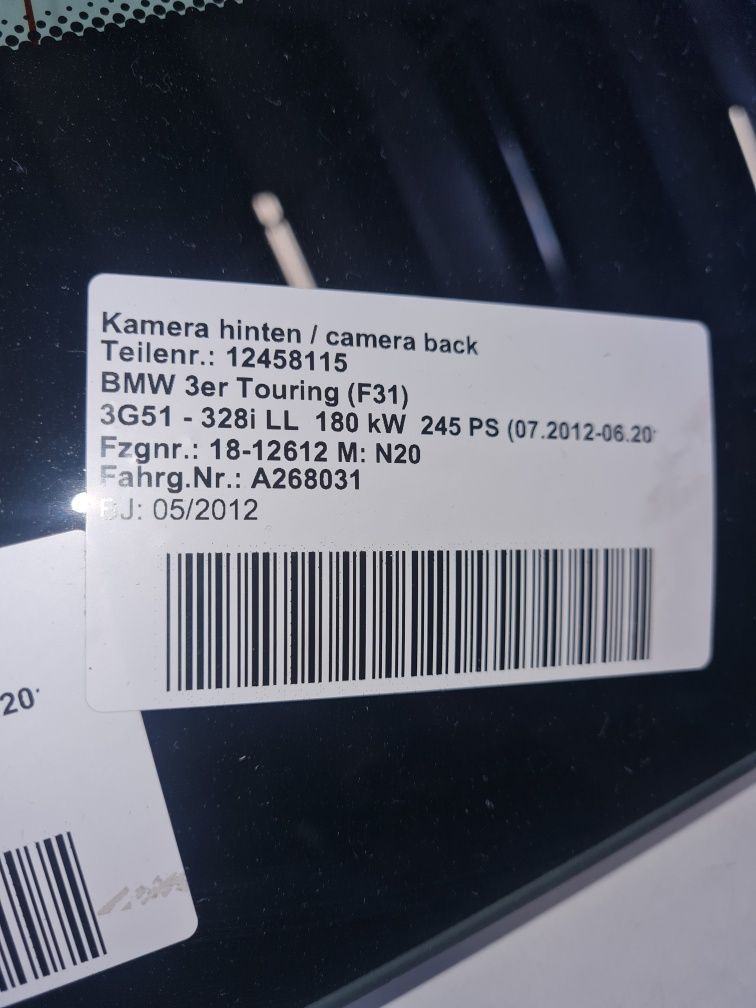 Kamera hinten / camera back
Teilenr.: 12458115
BMW 3er Touring (F31)
3G51 - 328i LL 180 kW 245 PS (07.2012-06.20
Fzgnr.: 18-12612 M: N20
Fahrg.Nr.: A268031
BJ: 05/2012
20